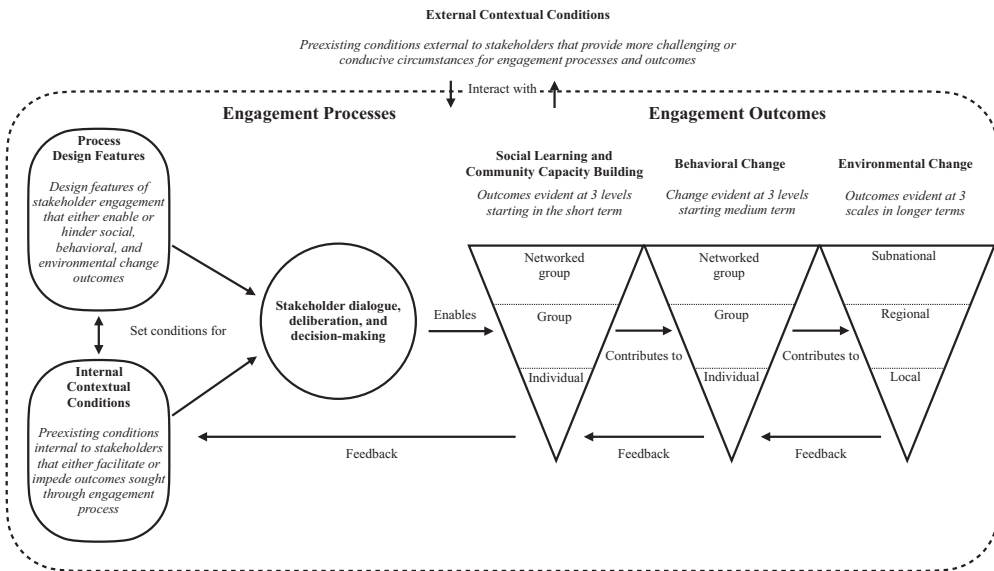 External Contextual Conditions
Preexisting conditions external to stakeholders that provide more challenging or
conducive circumstances for engagement processes and outcomes
Interact with
Engagement Processes
Engagement Outcomes
Process
Design Features
Design features of
stakeholder engagement
that either enable or
hinder social,
behavioral, and
environmental change
outcomes
Set conditions for
Internal
Contextual
Conditions
Preexisting conditions
internal to stakeholders
that either facilitate or
impede outcomes sought
through engagement
process
Stakeholder dialogue,
deliberation, and
decision-making
Enables
Social Learning and
Community Capacity Building
Outcomes evident at 3 levels
starting in the short term
Networked
group
Group
Individual
Contributes to
Behavioral Change
Change evident at 3 levels
starting medium term
Networked
group
Group
Individual
Contributes to
Environmental Change
Outcomes evident at 3
scales in longer terms
Subnational
Regional
Local
Feedback
Feedback
Feedback